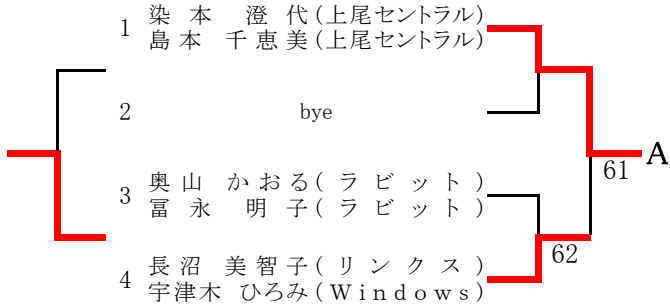 1 染本 澄代(上尾セントラル)
島本 千恵美(上尾セントラル)
2 bye
A
61
3 奥山 かおる(ラビット)
冨永 明子(ラビット)
62
4 長沼 美智子(リンクス)
宇津木 ひろみ(Windows)